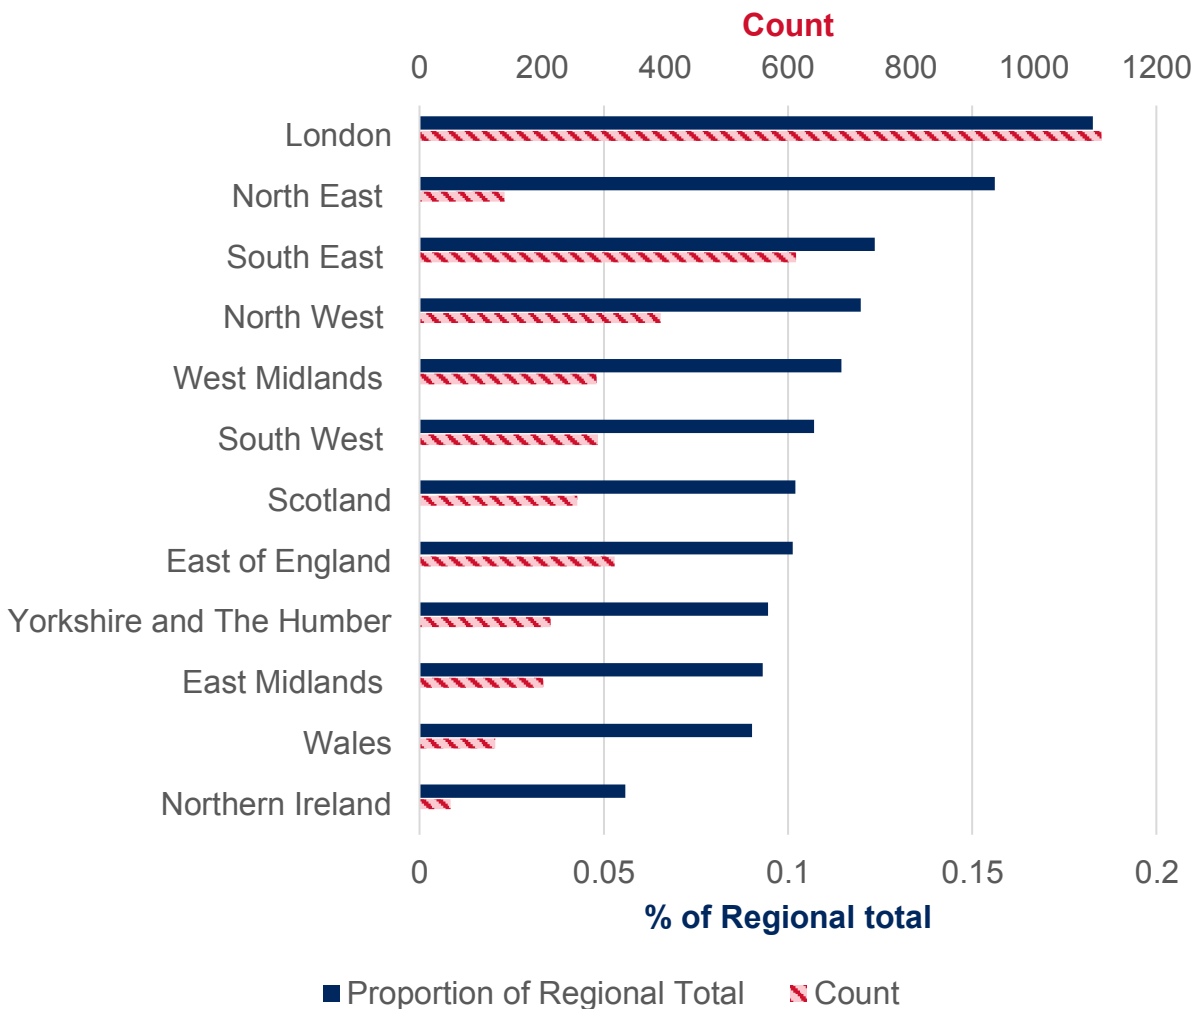 Count
0 200 400 600 800 1000 1200
London
North East
South East
North West
West Midlands
South West
Scotland
East of England
Yorkshire and The Humber
East Midlands
Wales
Northern Ireland
0 0.05 0.1 0.15 0.2
% of Regional total
Proportion of Regional Total Count